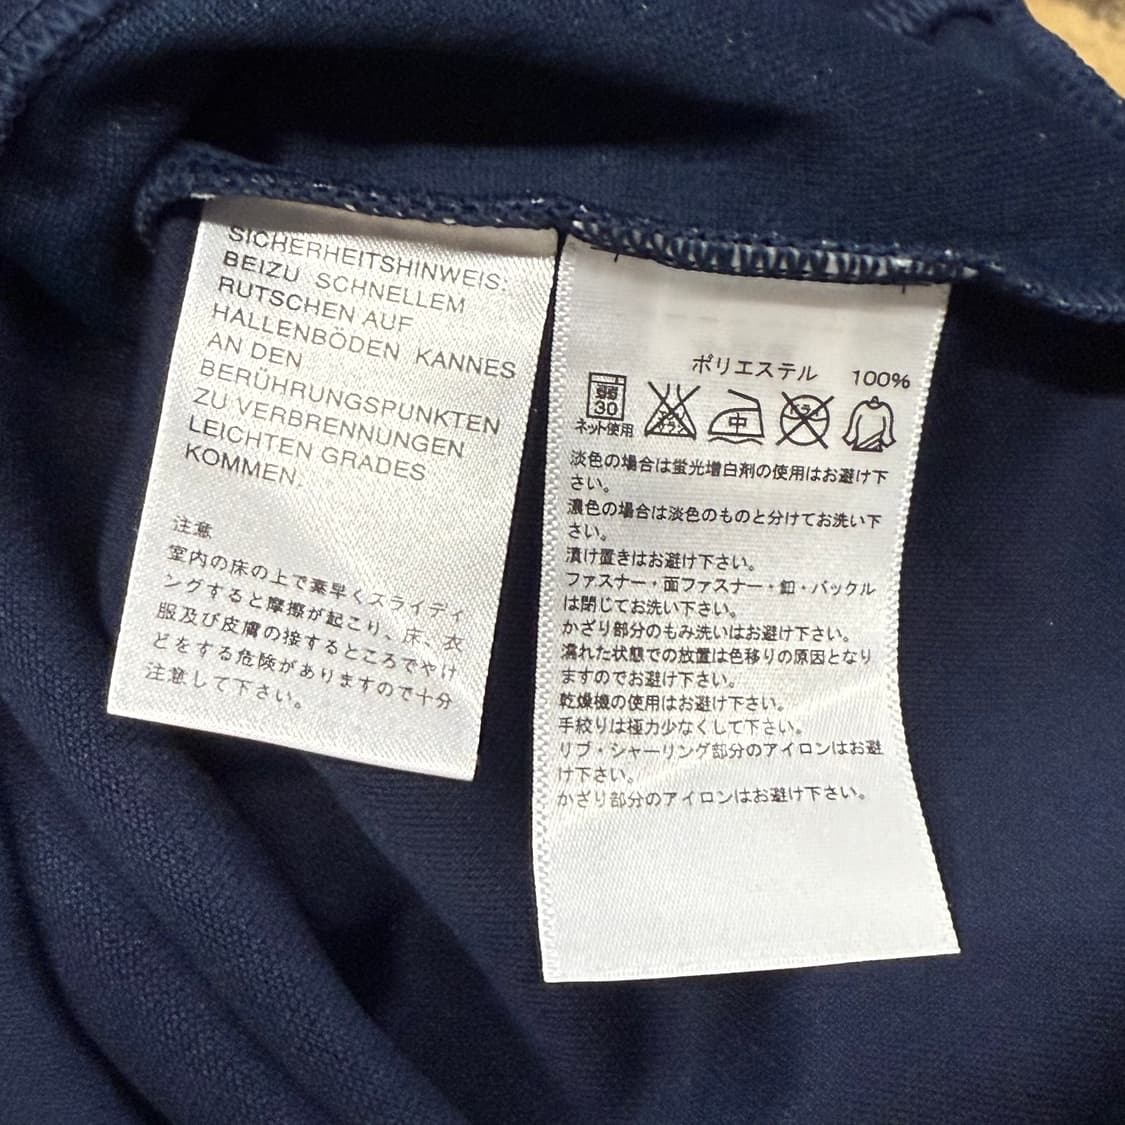 SICHERHEITSHINWEIS:
BEIZU SCHNELLEM
RUTSCHEN AUF
HALLENBÖDEN KANNES
AN DEN
BERÜHRUNGSPUNKTEN
ZU VERBRENNUNGEN
LEICHTEN GRADES
KOMMEN.
注意
室内の床の上で素早くスライディ
ングすると摩擦が起こり、床、衣
服及び皮膚の接するところでやけ
どをする危険がありますので十分
注意して下さい。
ポリエステル 100%
30
ネット使用
中
淡色の場合は蛍光増白剤の使用はお避け下
さい。
濃色の場合は淡色のものと分けてお洗い下
さい。
漬け置きはお避け下さい。
ファスナー・面ファスナー・釦・バックル
は閉じてお洗い下さい。
かざり部分のもみ洗いはお避け下さい。
濡れた状態での放置は色移りの原因となり
ますのでお避け下さい。
乾燥機の使用はお避け下さい。
手絞りは極力少なくして下さい。
リブ・シャーリング部分のアイロンはお避
け下さい。
かざり部分のアイロンはお避け下さい。